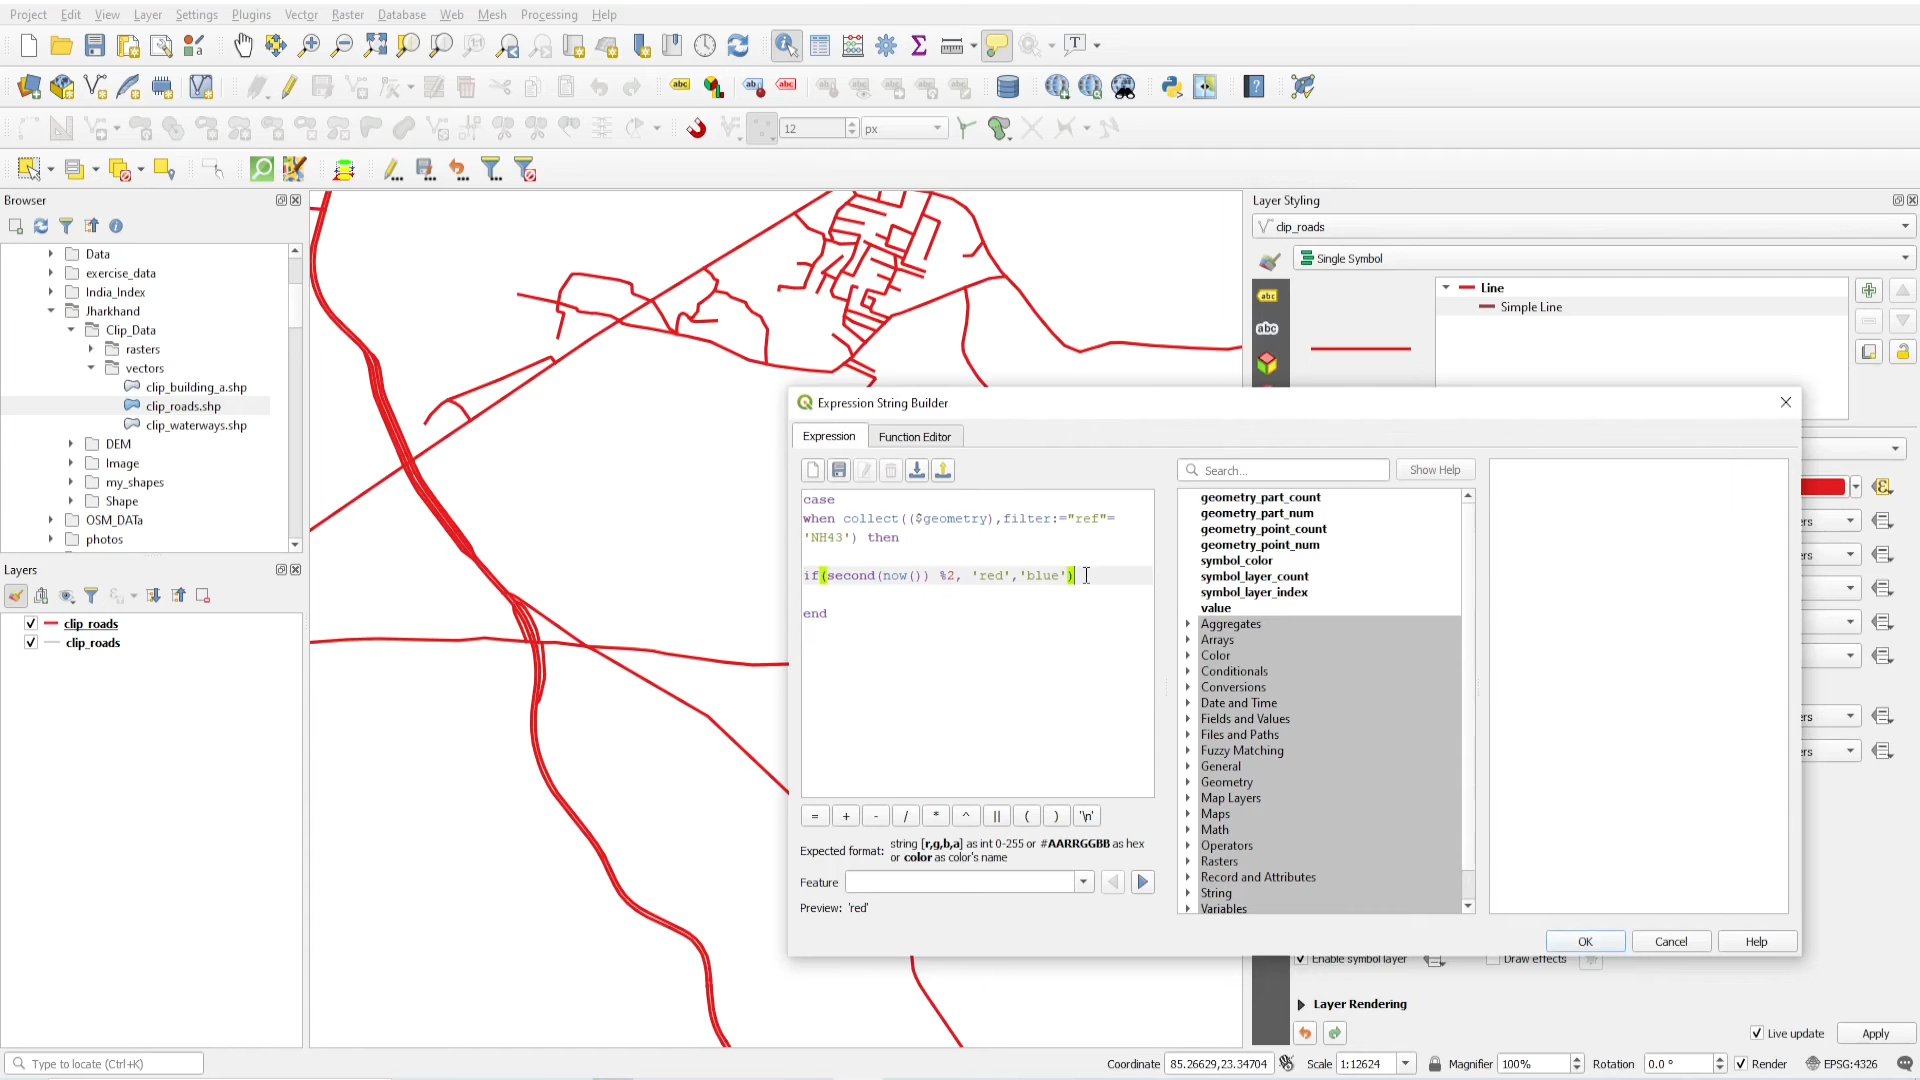 Project Edit View Layer Settings Plugins Vector Raster Database Web Mesh Processing Help
T
12 px
abc ab abc
Browser
Data
exercise_data
India_Index
Jharkhand
Clip_Data
rasters
vectors
clip_building_a.shp
clip_roads.shp
clip_waterways.shp
DEM
Image
my_shapes
Shape
OSM_DATa
photos
Layers
clip_roads
clip_roads
Layer Styling
clip_roads
Single Symbol
abc
abc
Line
Simple Line
Expression String Builder
Expression Function Editor
Search... Show Help
case
when collect(($geometry),filter:="ref"=
'NH43') then
if(second(now()) %2, 'red','blue')
end
geometry_part_count
geometry_part_num
geometry_point_count
geometry_point_num
symbol_color
symbol_layer_count
symbol_layer_index
value
Aggregates
Arrays
Color
Conditionals
Conversions
Date and Time
Fields and Values
Files and Paths
Fuzzy Matching
General
Geometry
Map Layers
Maps
Math
Operators
Rasters
Record and Attributes
String
Variables
= + - / * ^ || ( ) '\n'
Expected format: string [r,g,b,a] as int 0-255 or #AARRGGBB as hex
or color as color's name
Feature
Preview: 'red'
OK Cancel Help
Enable symbol layer Draw effects
Layer Rendering
Live update Apply
Type to locate (Ctrl+K) Coordinate 85.26629,23.34704 Scale 1:12624 Magnifier 100% Rotation 0.0 ° Render EPSG:4326